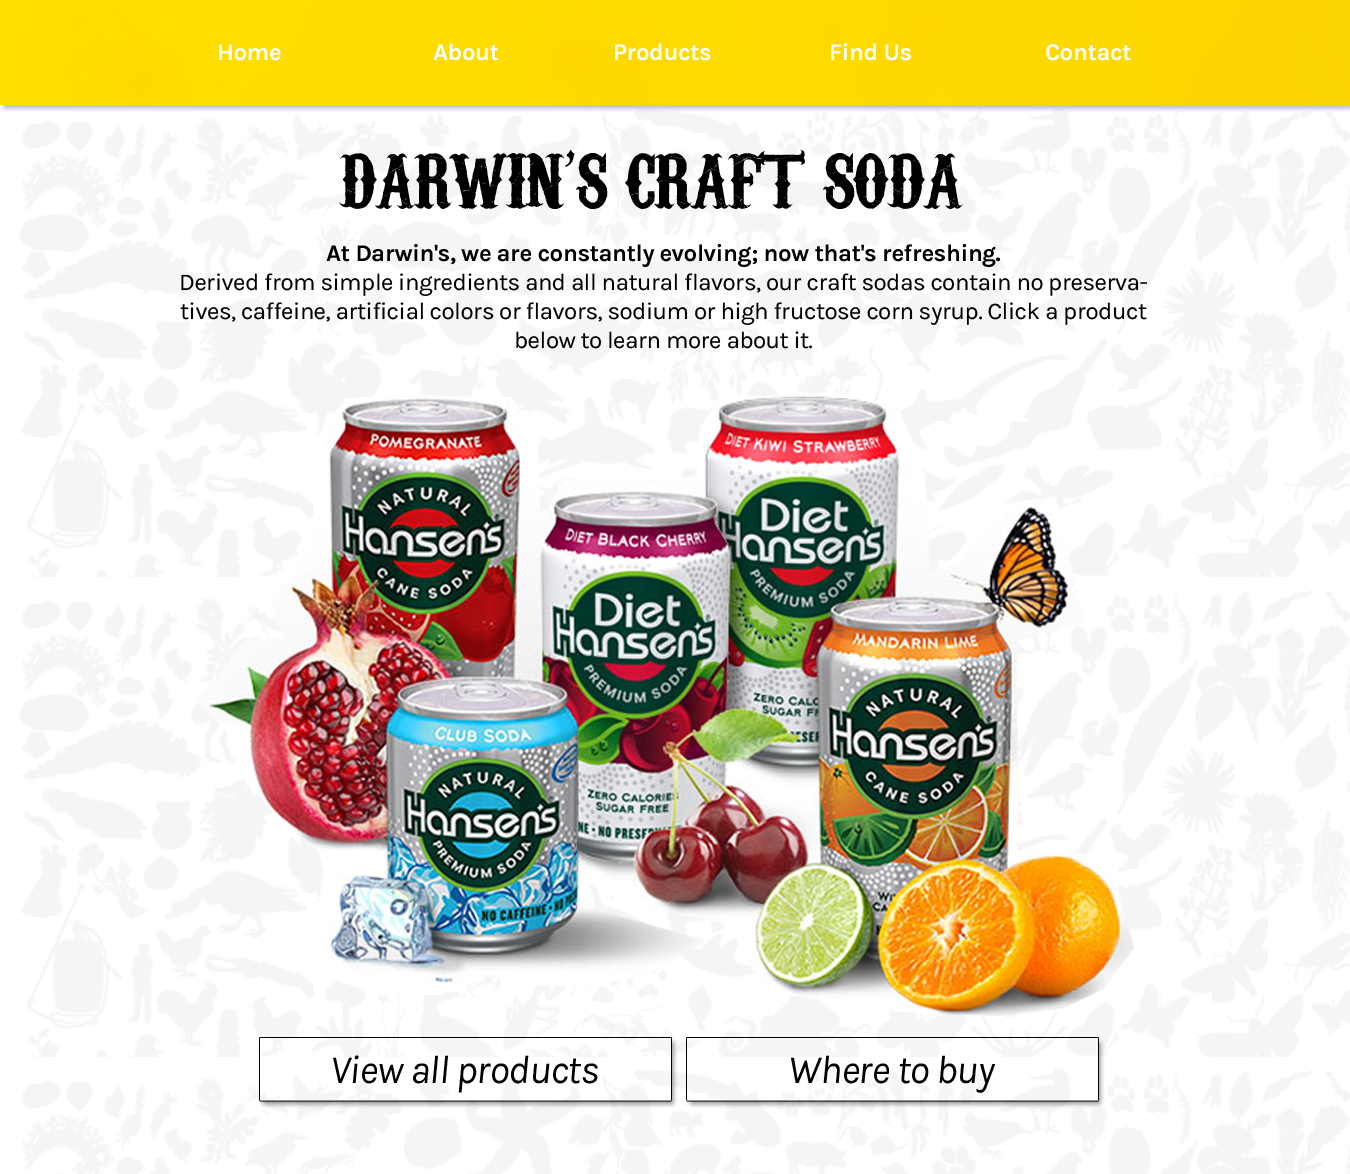 Home About Products Find Us Contact
DARWIN'S CRAFT SODA
At Darwin's, we are constantly evolving; now that's refreshing.
Derived from simple ingredients and all natural flavors, our craft sodas contain no preserva-
tives, caffeine, artificial colors or flavors, sodium or high fructose corn syrup. Click a product
below to learn more about it.
POMEGRANATE
NATURAL
Hansen's
CANE SODA
DIET KIWI STRAWBERRY
Diet
Hansen's
PREMIUM SODA
ZERO
SUGAR
DIET BLACK CHERRY
Diet
Hansen's
PREMIUM SODA
ZERO CALORIES
SUGAR FREE
NO
MANDARIN LIME
NATURAL
Hansen's
CANE SODA
CLUB SODA
NATURAL
Hansen's
PREMIUM SODA
NO CAFFEINE - NO
View all products Where to buy